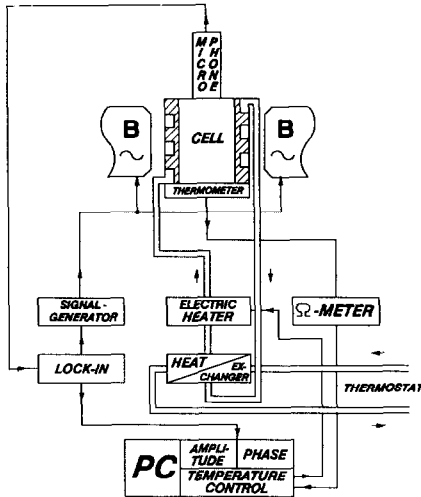 MICRO
PHONE
B
CELL
B
THERMOMETER
SIGNAL-
GENERATOR
ELECTRIC
HEATER
Ω-METER
LOCK-IN
HEAT
EX-
CHANGER
THERMOSTAT
PC
AMPLI-
TUDE
PHASE
TEMPERATURE
CONTROL